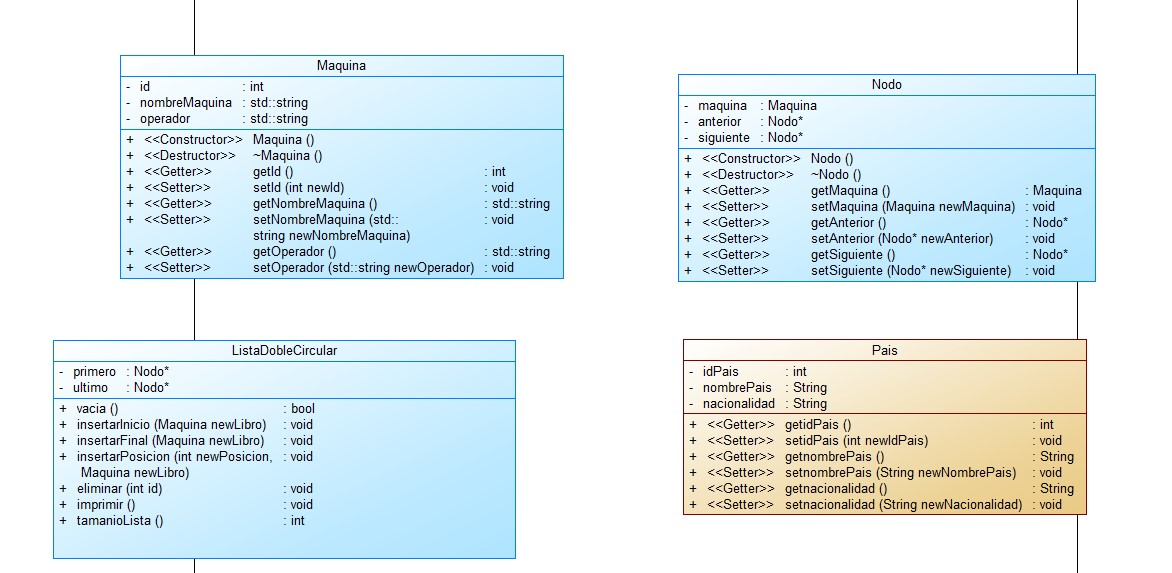 Maquina
- id : int
- nombreMaquina : std::string
- operador : std::string
+ <<Constructor>> Maquina ()
+ <<Destructor>> ~Maquina ()
+ <<Getter>> getId () : int
+ <<Setter>> setId (int newId) : void
+ <<Getter>> getNombreMaquina () : std::string
+ <<Setter>> setNombreMaquina (std:: : void
string newNombreMaquina)
+ <<Getter>> getOperador () : std::string
+ <<Setter>> setOperador (std::string newOperador) : void
Nodo
- maquina : Maquina
- anterior : Nodo*
- siguiente : Nodo*
+ <<Constructor>> Nodo ()
+ <<Destructor>> ~Nodo ()
+ <<Getter>> getMaquina () : Maquina
+ <<Setter>> setMaquina (Maquina newMaquina) : void
+ <<Getter>> getAnterior () : Nodo*
+ <<Setter>> setAnterior (Nodo* newAnterior) : void
+ <<Getter>> getSiguiente () : Nodo*
+ <<Setter>> setSiguiente (Nodo* newSiguiente) : void
ListaDobleCircular
- primero : Nodo*
- ultimo : Nodo*
+ vacia () : bool
+ insertarInicio (Maquina newLibro) : void
+ insertarFinal (Maquina newLibro) : void
+ insertarPosicion (int newPosicion, : void
Maquina newLibro)
+ eliminar (int id) : void
+ imprimir () : void
+ tamanioLista () : int
Pais
- idPais : int
- nombrePais : String
- nacionalidad : String
+ <<Getter>> getidPais () : int
+ <<Setter>> setidPais (int newIdPais) : void
+ <<Getter>> getnombrePais () : String
+ <<Setter>> setnombrePais (String newNombrePais) : void
+ <<Getter>> getnacionalidad () : String
+ <<Setter>> setnacionalidad (String newNacionalidad) : void